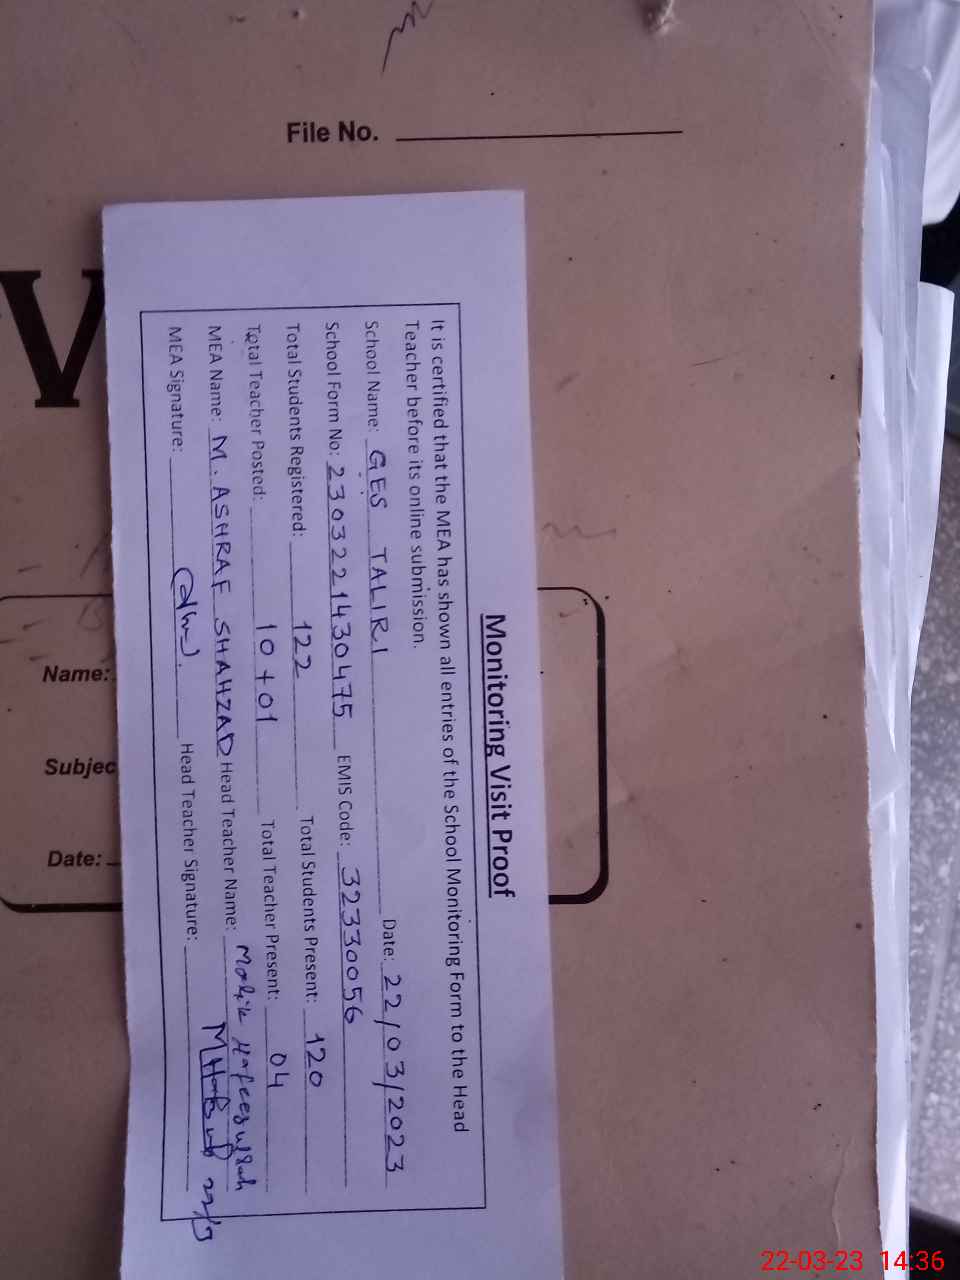 File No.
Monitoring Visit Proof
It is certified that the MEA has shown all entries of the School Monitoring Form to the Head
Teacher before its online submission.
School Name: GES TALIRI Date: 22/03/2023
School Form No: 2303221430475 EMIS Code: 32330056
Total Students Registered: 122 Total Students Present: 120
Total Teacher Posted: 10+01 Total Teacher Present: 04
MEA Name: M. ASHRAF SHAHZAD Head Teacher Name: Malik Hafeezullah
MEA Signature: Head Teacher Signature:
Name:
Subjec
Date:
22-03-23 14:36